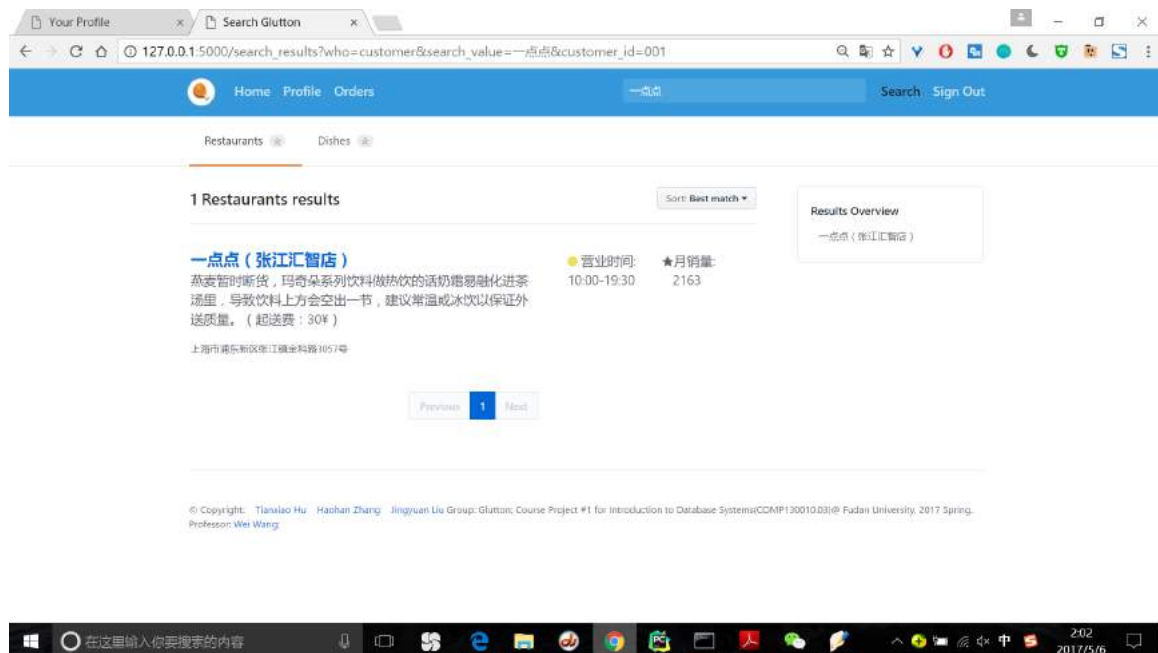 Your Profile
Search Glutton
127.0.0.1:5000/search_results?who=customer&search_value=一点点&customer_id=001
Home Profile Orders
一点点
Search Sign Out
Restaurants
Dishes
1 Restaurants results
Sort: Best match
Results Overview
一点点（张江汇智店）
一点点（张江汇智店）
燕麦暂时断货，玛奇朵系列饮料做热饮的话奶霜易融化进茶
汤里，导致饮料上方会空出一节，建议常温或冰饮以保证外
送质量。（起送费：30¥）
营业时间:
10:00-19:30
★月销量:
2163
上海市浦东新区张江镇金科路3057号
Previous 1 Next
© Copyright: Tianxiao Hu Haohan Zhang Jingyuan Liu Group: Glutton; Course Project #1 for Introduction to Database Systems(COMP130010.03)@ Fudan University. 2017 Spring.
Professor: Wei Wang
在这里输入你要搜索的内容
中
2:02
2017/5/6